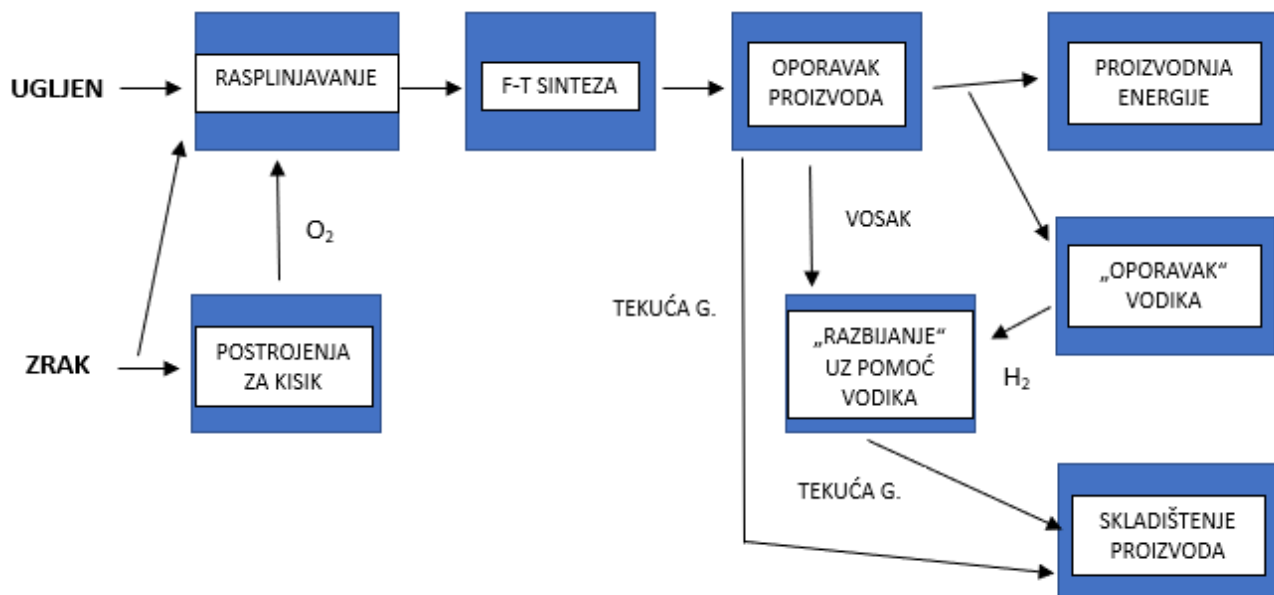 UGLJEN
RASPLINJAVANJE
F-T SINTEZA
OPORAVAK
PROIZVODA
PROIZVODNJA
ENERGIJE
O₂
VOSAK
„OPORAVAK“
VODIKA
TEKUĆA G.
ZRAK
POSTROJENJA
ZA KISIK
„RAZBIJANJE“
UZ POMOĆ
VODIKA
H₂
TEKUĆA G.
SKLADIŠTENJE
PROIZVODA